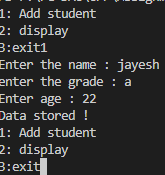 1: Add student
2: display
3:exit1
Enter the name : jayesh
enter the grade : a
Enter age : 22
Data stored !
1: Add student
2: display
3:exit